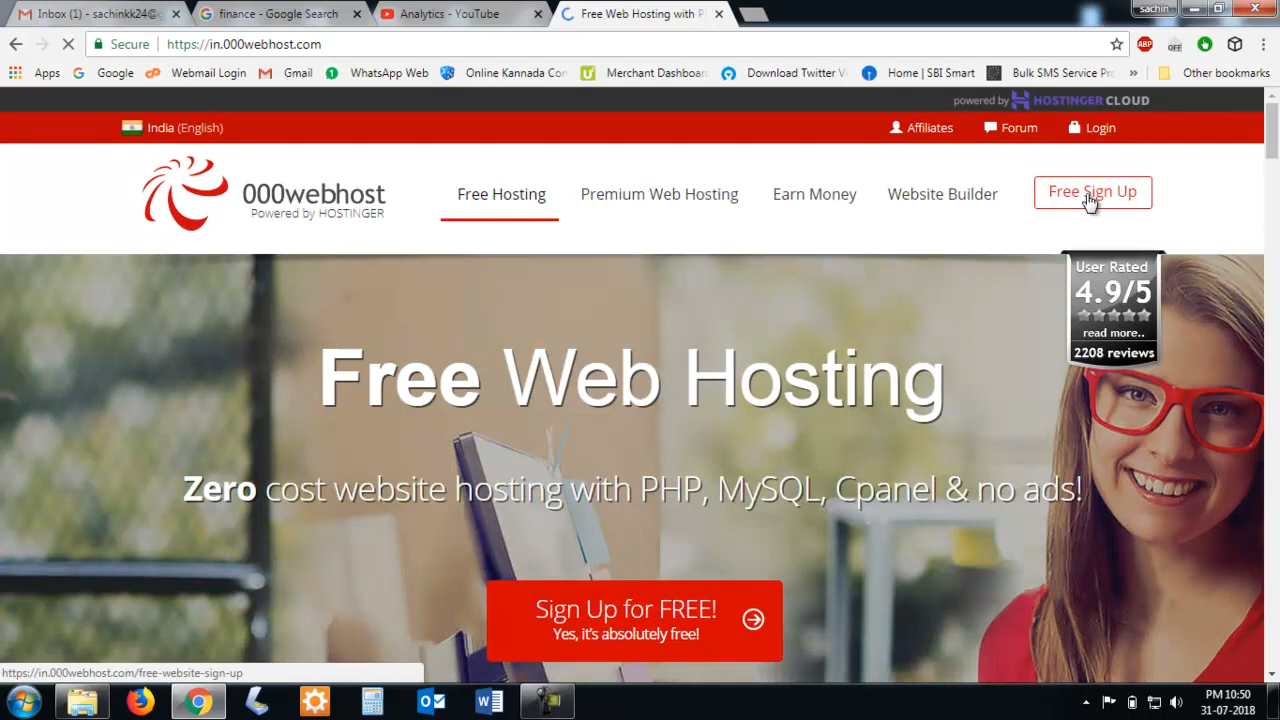 Inbox (1) - sachinkk24@g
finance - Google Search
Analytics - YouTube
Free Web Hosting with P
sachin
Secure
https://in.000webhost.com
ABP
OFF
Apps
Google
Webmail Login
Gmail
WhatsApp Web
Online Kannada Co
Merchant Dashboar
Download Twitter V
Home | SBI Smart
Bulk SMS Service Pr
»
Other bookmarks
powered by HOSTINGER CLOUD
India (English)
Affiliates
Forum
Login
000webhost
Powered by HOSTINGER
Free Hosting
Premium Web Hosting
Earn Money
Website Builder
Free Sign Up
User Rated
4.9/5
read more..
2208 reviews
Free Web Hosting
Zero cost website hosting with PHP, MySQL, Cpanel & no ads!
Sign Up for FREE!
Yes, it's absolutely free!
https://in.000webhost.com/free-website-sign-up
PM 10:50
31-07-2018